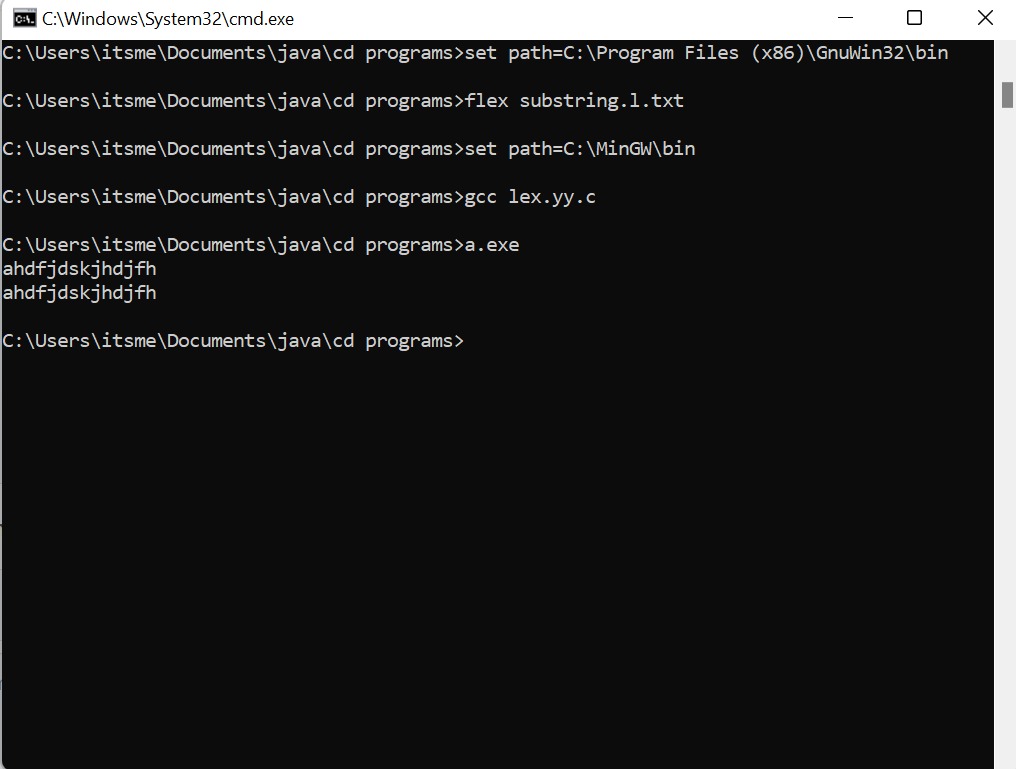 C:\Windows\System32\cmd.exe
C:\Users\itsme\Documents\java\cd programs>set path=C:\Program Files (x86)\GnuWin32\bin
C:\Users\itsme\Documents\java\cd programs>flex substring.l.txt
C:\Users\itsme\Documents\java\cd programs>set path=C:\MinGW\bin
C:\Users\itsme\Documents\java\cd programs>gcc lex.yy.c
C:\Users\itsme\Documents\java\cd programs>a.exe
ahdfjdskjhdjfh
ahdfjdskjhdjfh
C:\Users\itsme\Documents\java\cd programs>